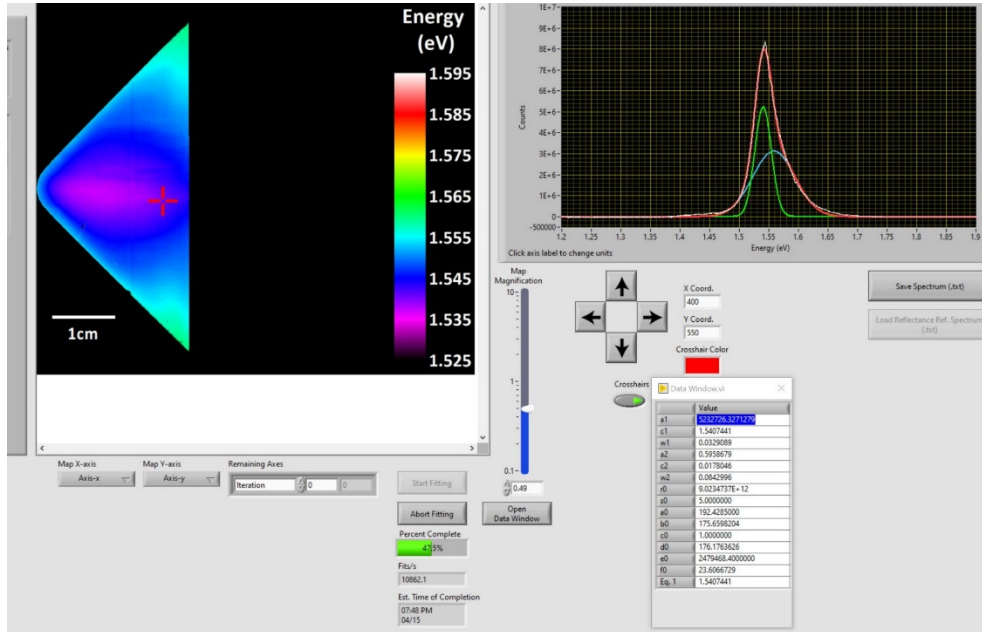 Energy
(eV)
1.595
1.585
1.575
1.565
1.555
1.545
1.535
1.525
1cm
1E+7-
9E+6-
8E+6-
7E+6-
6E+6-
5E+6-
4E+6-
3E+6-
2E+6-
1E+6-
0-
-500000-
Counts
1.2 1.25 1.3 1.35 1.4 1.45 1.5 1.55 1.6 1.65 1.7 1.75 1.8 1.85 1.9
Energy (eV)
Click axis label to change units
Map
Magnification
10-
1-
0.1-
0.49
Open
Data Window
X Coord.
400
Y Coord.
550
Crosshair Color
Crosshairs
Save Spectrum (.txt)
Load Reflectance Ref. Spectrum
(.txt)
Data Window.vi
Value
a1 5232726.3271279
c1 1.5407441
w1 0.0329089
a2 0.5958679
c2 0.0178046
w2 0.0842996
r0 9.0234737E+12
s0 5.0000000
a0 192.4285000
b0 175.6598204
c0 1.0000000
d0 176.1763626
e0 2479468.4000000
f0 23.6066729
Eq. 1 1.5407441
Map X-axis
Axis-x
Map Y-axis
Axis-y
Remaining Axes
Iteration 0 0
Start Fitting
Abort Fitting
Percent Complete
47.5%
Fits/s
10862.1
Est. Time of Completion
07:48 PM
04/15